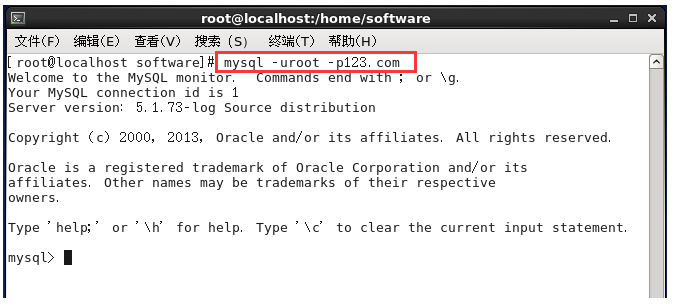 root@localhost:/home/software
文件(F) 编辑(E) 查看(V) 搜索 (S) 终端(T) 帮助(H)
[root@localhost software]# mysql -uroot -p123.com
Welcome to the MySQL monitor.  Commands end with ; or \g.
Your MySQL connection id is 1
Server version: 5.1.73-log Source distribution
Copyright (c) 2000, 2013, Oracle and/or its affiliates. All rights reserved.
Oracle is a registered trademark of Oracle Corporation and/or its
affiliates. Other names may be trademarks of their respective
owners.
Type 'help;' or '\h' for help. Type '\c' to clear the current input statement.
mysql>